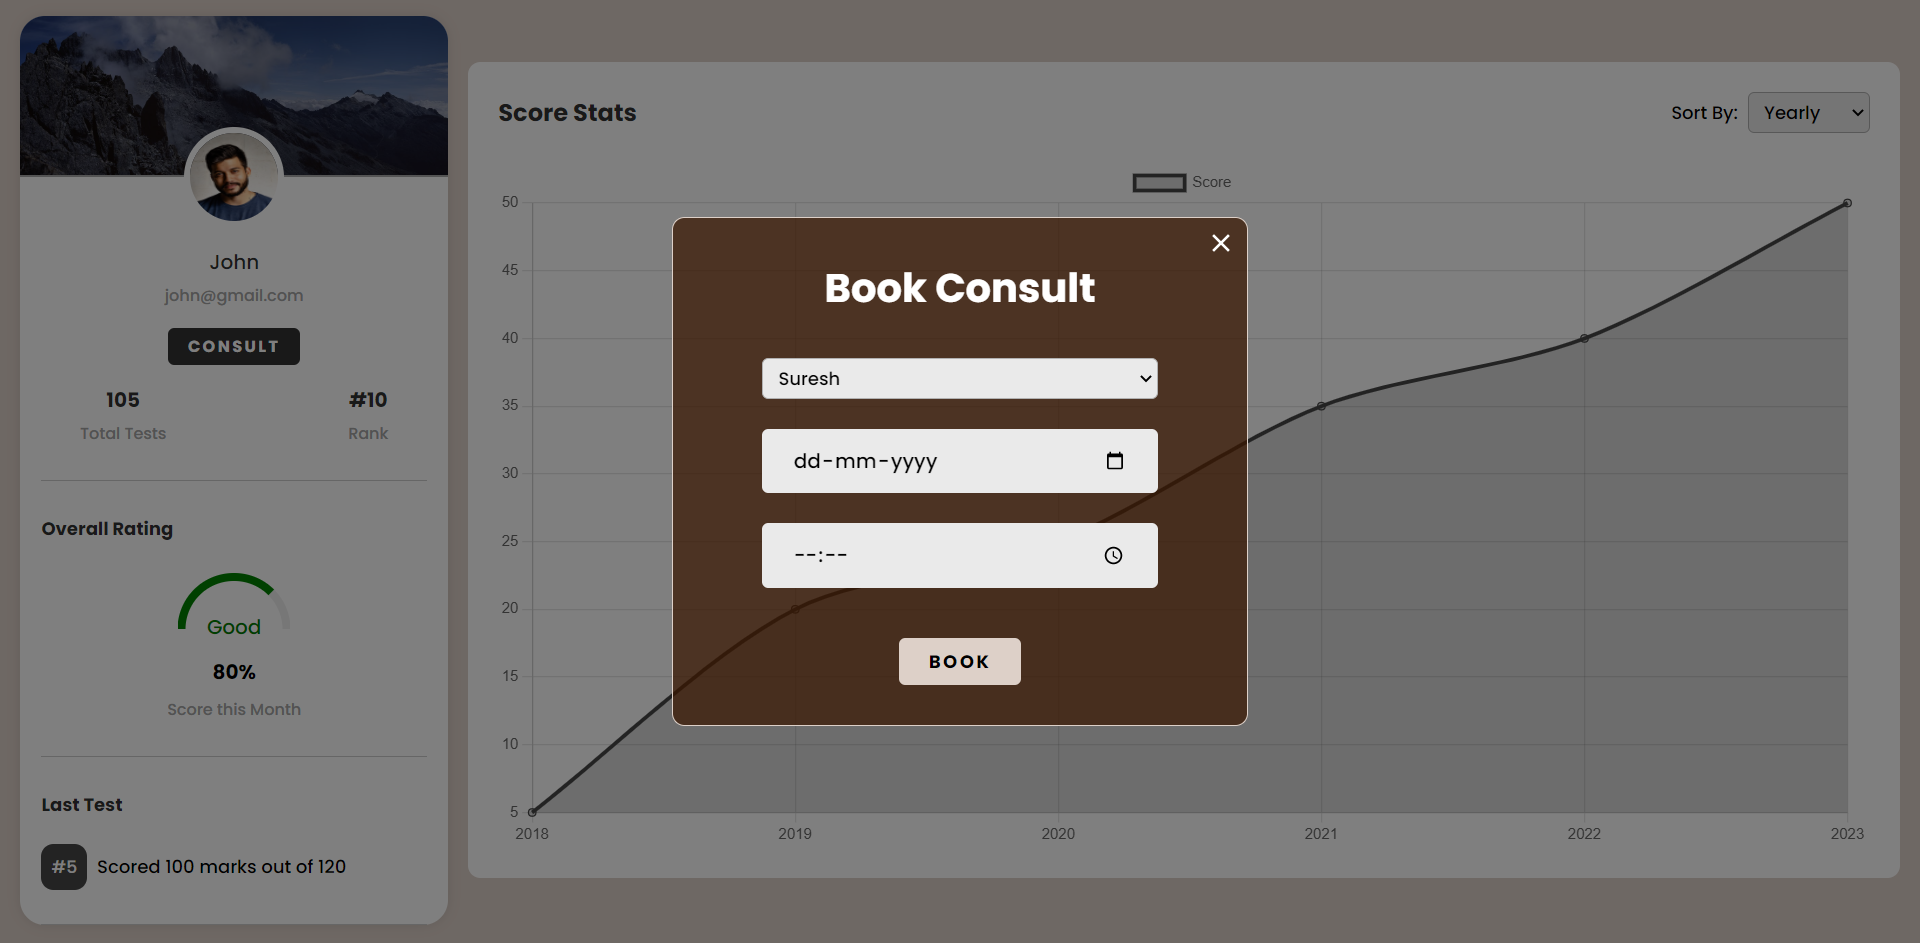 John
john@gmail.com
CONSULT
105 #10
Total Tests Rank
Overall Rating
Good
80%
Score this Month
Last Test
#5 Scored 100 marks out of 120
Score Stats
Sort By: Yearly
Score
50
45
40
35
30
25
20
15
10
5
2018 2019 2020 2021 2022 2023
Book Consult
Suresh
dd-mm-yyyy
--:--
BOOK